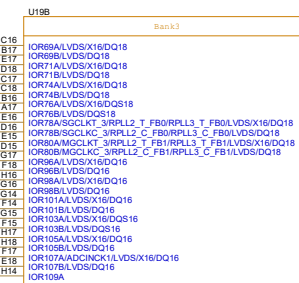 U19B
Bank3
C16 IOR69A/LVDS/X16/DQ18
B17 IOR69B/LVDS/DQ18
E17 IOR71A/LVDS/X16/DQ18
D18 IOR71B/LVDS/DQ18
C17 IOR74A/LVDS/X16/DQ18
C18 IOR74B/LVDS/DQ18
B16 IOR76A/LVDS/X16/DQS18
A17 IOR76B/LVDS/DQS18
E16 IOR78A/SGCLKT_3/RPLL2_T_FB0/RPLL3_T_FB0/LVDS/X16/DQ18
D16 IOR78B/SGCLKC_3/RPLL2_C_FB0/RPLL3_C_FB0/LVDS/DQ18
E15 IOR80A/MGCLKT_3/RPLL2_T_FB1/RPLL3_T_FB1/LVDS/X16/DQ18
D15 IOR80B/MGCLKC_3/RPLL2_C_FB1/RPLL3_C_FB1/LVDS/DQ18
G17 IOR96A/LVDS/X16/DQ16
F18 IOR96B/LVDS/DQ16
H16 IOR98A/LVDS/X16/DQ16
G16 IOR98B/LVDS/DQ16
G14 IOR101A/LVDS/X16/DQ16
F14 IOR101B/LVDS/DQ16
G15 IOR103A/LVDS/X16/DQS16
F15 IOR103B/LVDS/DQS16
H17 IOR105A/LVDS/X16/DQ16
H18 IOR105B/LVDS/DQ16
F17 IOR107A/ADCINCK1/LVDS/X16/DQ16
E18 IOR107B/LVDS/DQ16
H14 IOR109A